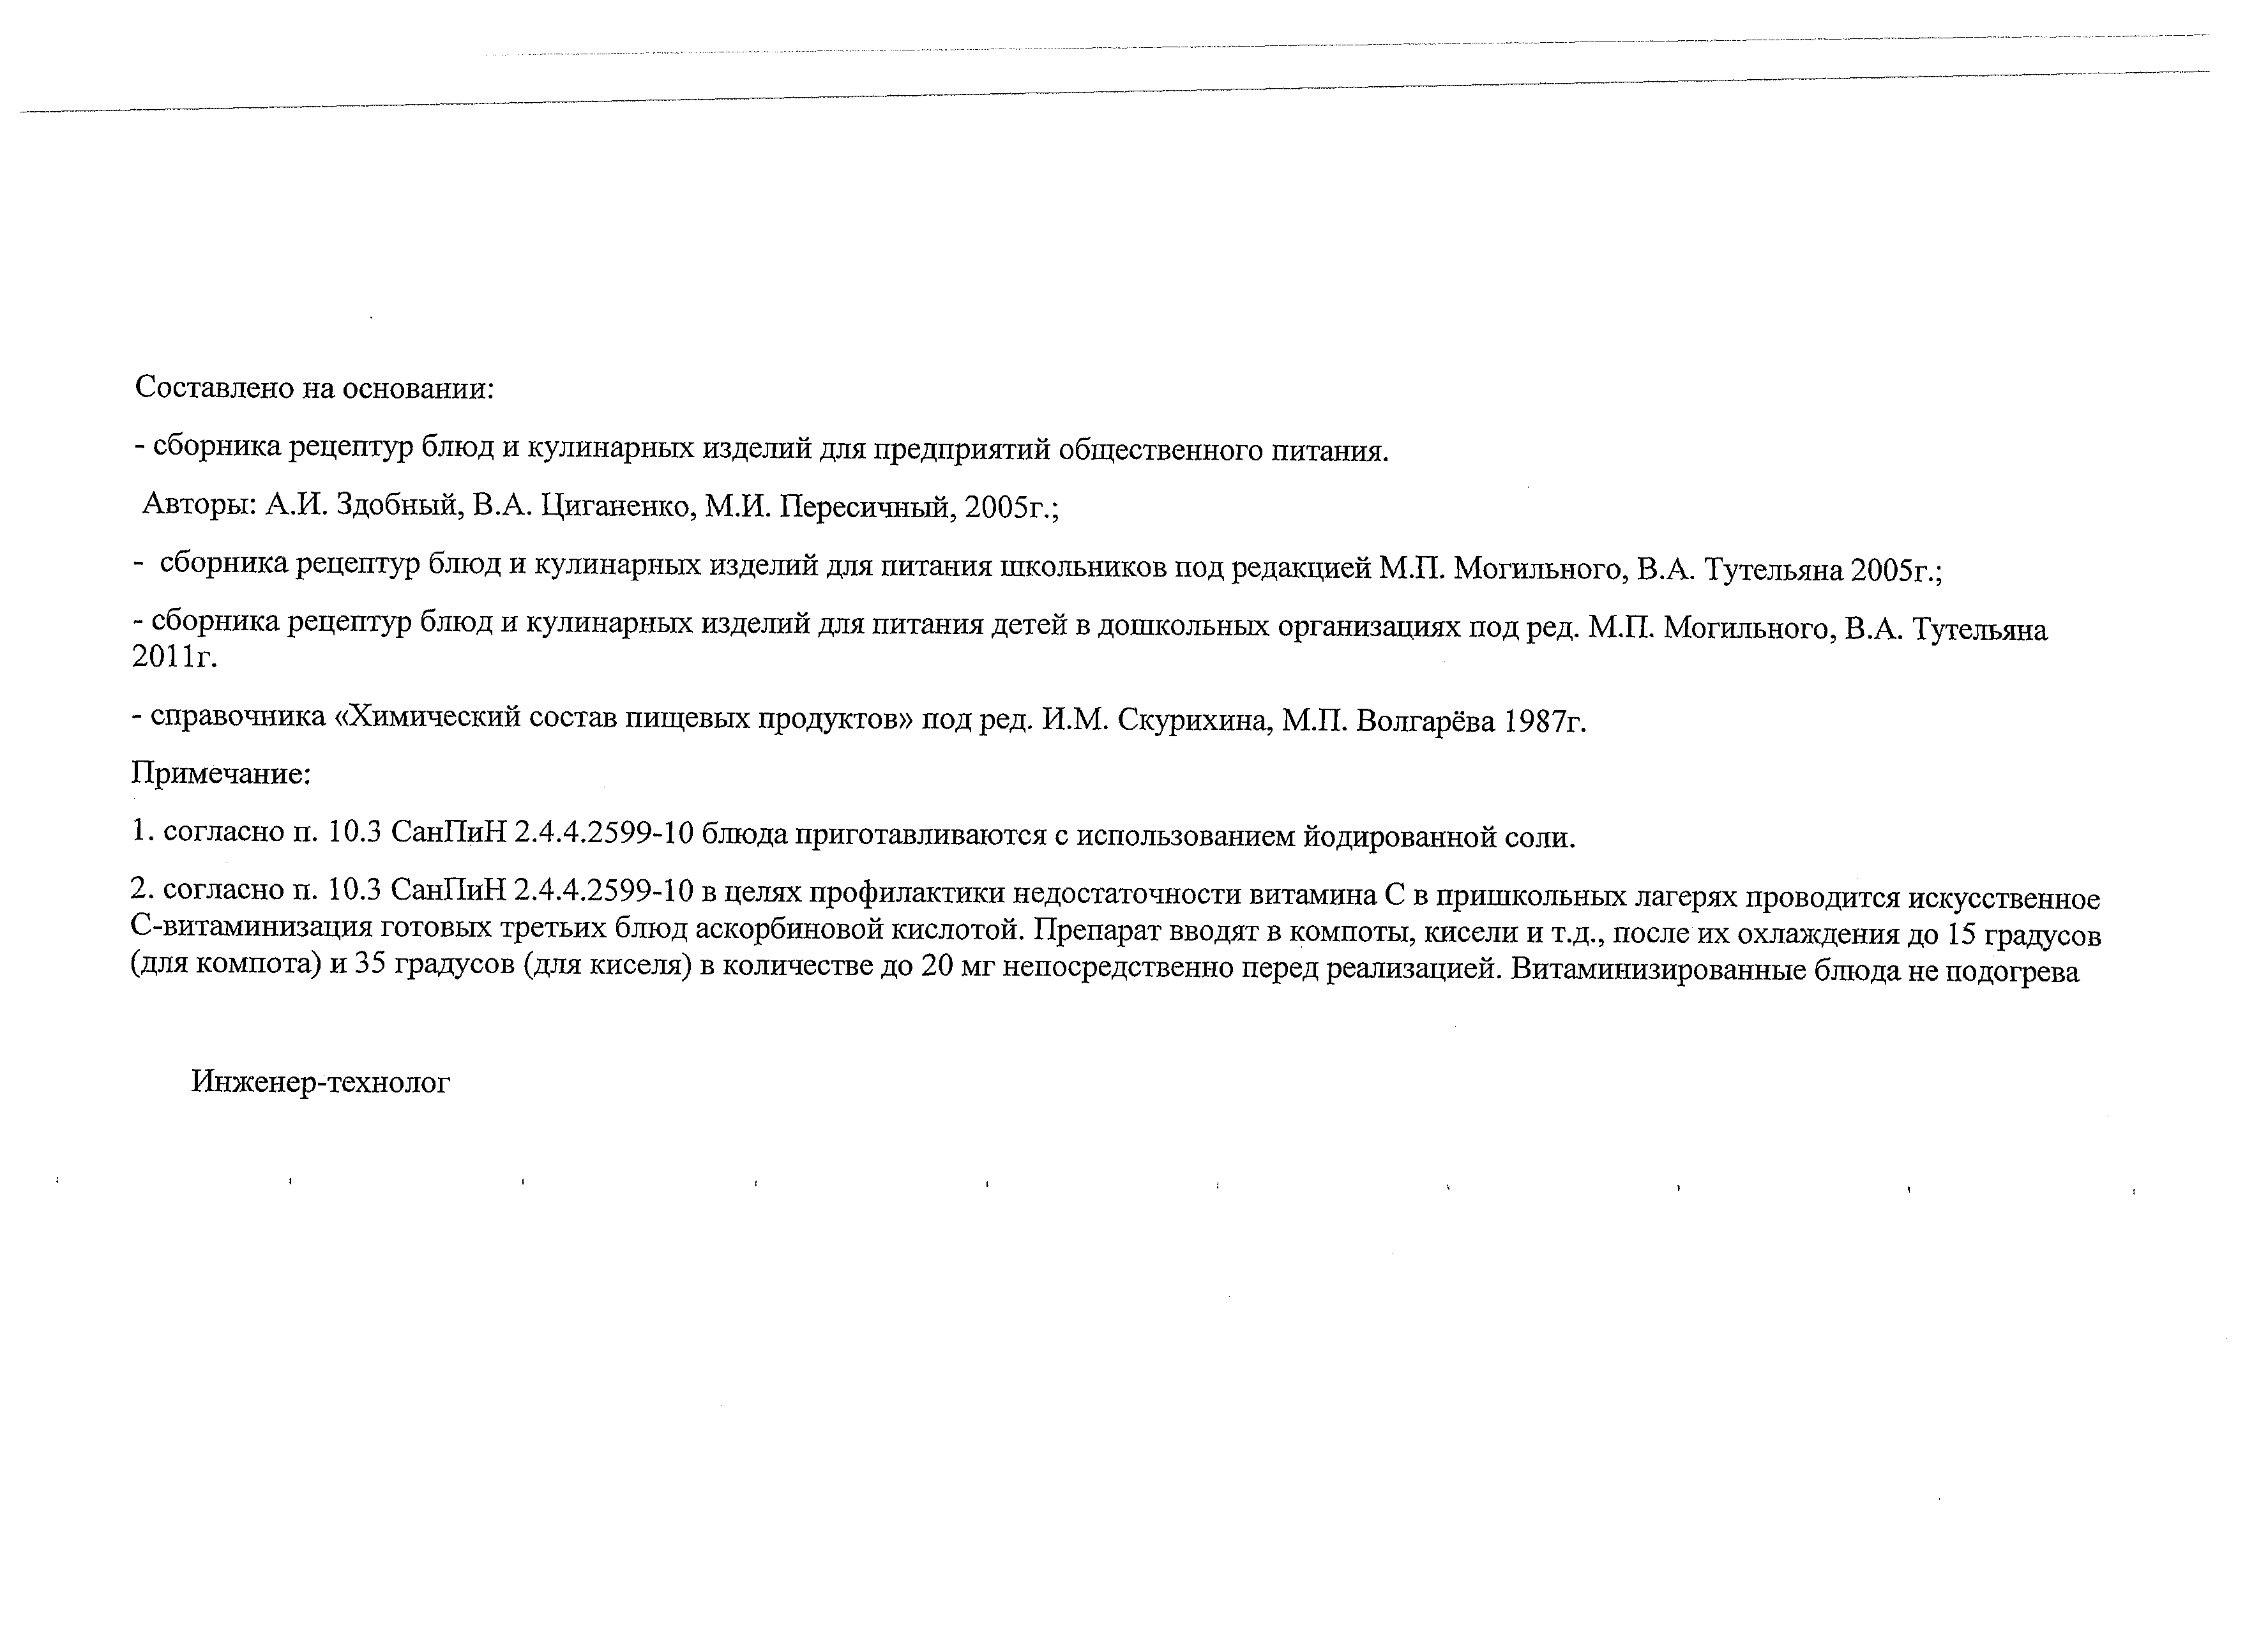 Составлено на основании:
- сборника рецептур блюд и кулинарных изделий для предприятий общественного питания.
Авторы: А.И. Здобный, В.А. Циганенко, М.И. Пересичный, 2005г.;
- сборника рецептур блюд и кулинарных изделий для питания школьников под редакцией М.П. Могильного, В.А. Тутельяна 2005г.;
- сборника рецептур блюд и кулинарных изделий для питания детей в дошкольных организациях под ред. М.П. Могильного, В.А. Тутельяна
2011г.
- справочника «Химический состав пищевых продуктов» под ред. И.М. Скурихина, М.П. Волгарёва 1987г.
Примечание:
1. согласно п. 10.3 СанПиН 2.4.4.2599-10 блюда приготавливаются с использованием йодированной соли.
2. согласно п. 10.3 СанПиН 2.4.4.2599-10 в целях профилактики недостаточности витамина С в пришкольных лагерях проводится искусственное
С-витаминизация готовых третьих блюд аскорбиновой кислотой. Препарат вводят в компоты, кисели и т.д., после их охлаждения до 15 градусов
(для компота) и 35 градусов (для киселя) в количестве до 20 мг непосредственно перед реализацией. Витаминизированные блюда не подогрева
Инженер-технолог